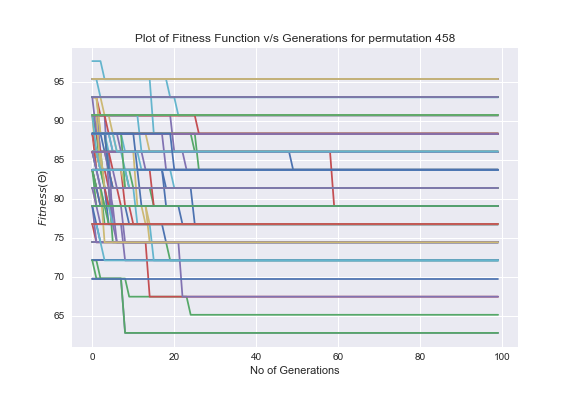 Plot of Fitness Function v/s Generations for permutation 458
95
90
85
80
75
70
65
Fitness(Θ)
0 20 40 60 80 100
No of Generations